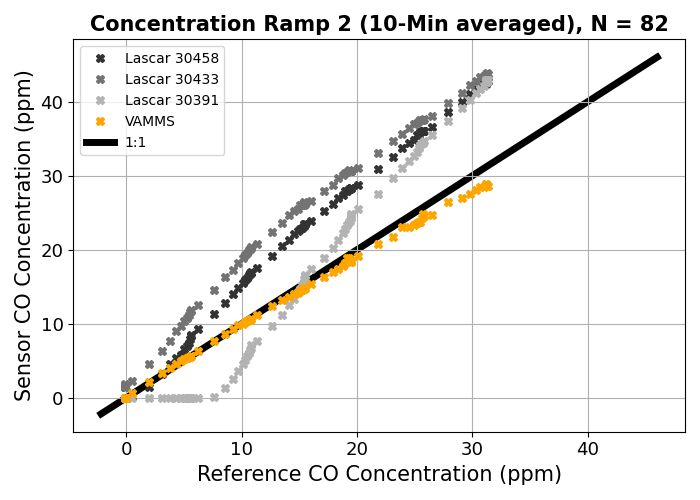 Concentration Ramp 2 (10-Min averaged), N = 82
Lascar 30458
Lascar 30433
Lascar 30391
VAMMS
1:1
Sensor CO Concentration (ppm)
40
30
20
10
0
0 10 20 30 40
Reference CO Concentration (ppm)